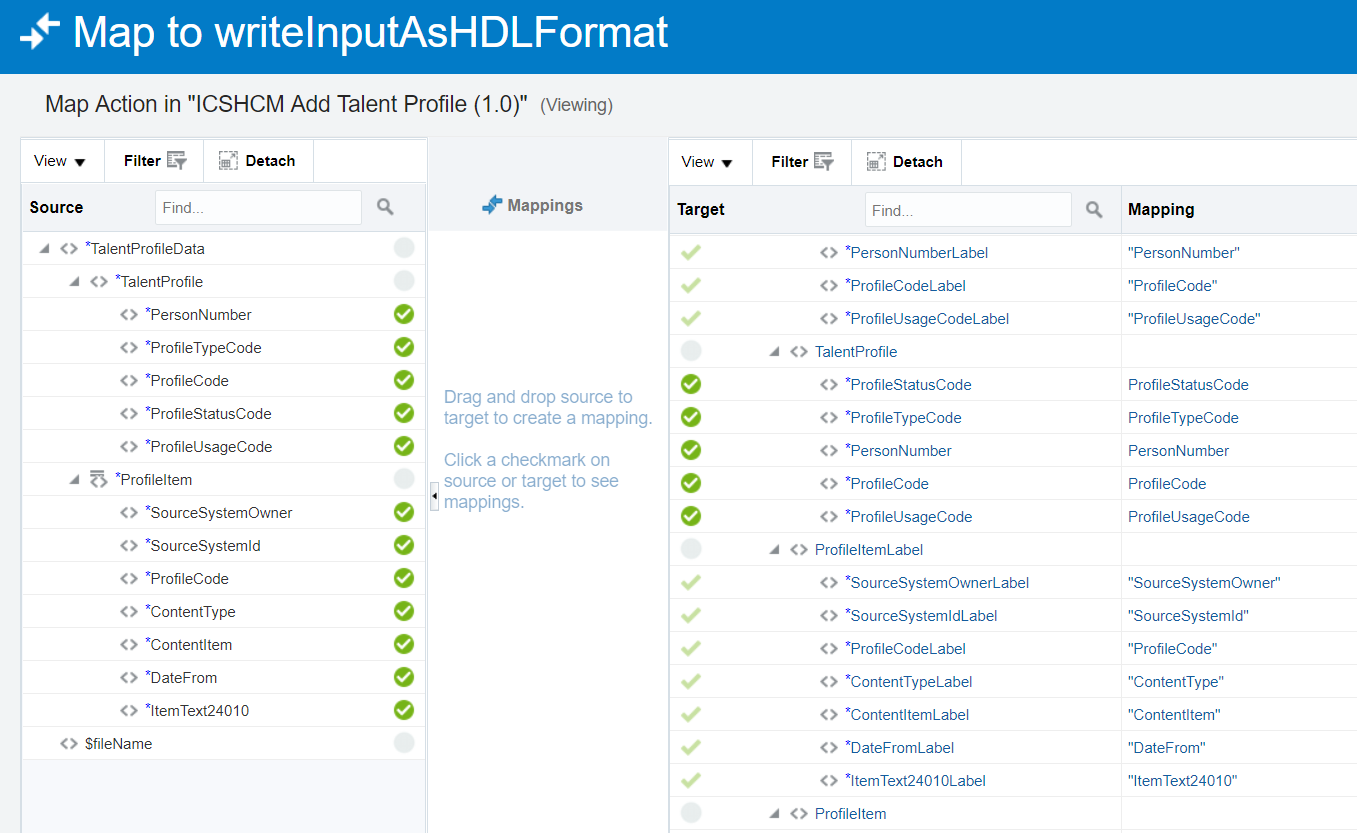 Map to writeInputAsHDLFormat
Map Action in "ICSHCM Add Talent Profile (1.0)" (Viewing)
View Filter Detach
Source Find...
*TalentProfileData
*TalentProfile
*PersonNumber
*ProfileTypeCode
*ProfileCode
*ProfileStatusCode
*ProfileUsageCode
*ProfileItem
*SourceSystemOwner
*SourceSystemId
*ProfileCode
*ContentType
*ContentItem
*DateFrom
*ItemText24010
$fileName
Mappings
Drag and drop source to
target to create a mapping.
Click a checkmark on
source or target to see
mappings.
View Filter Detach
Target Find... Mapping
*PersonNumberLabel "PersonNumber"
*ProfileCodeLabel "ProfileCode"
*ProfileUsageCodeLabel "ProfileUsageCode"
TalentProfile
*ProfileStatusCode ProfileStatusCode
*ProfileTypeCode ProfileTypeCode
*PersonNumber PersonNumber
*ProfileCode ProfileCode
*ProfileUsageCode ProfileUsageCode
ProfileItemLabel
*SourceSystemOwnerLabel "SourceSystemOwner"
*SourceSystemIdLabel "SourceSystemId"
*ProfileCodeLabel "ProfileCode"
*ContentTypeLabel "ContentType"
*ContentItemLabel "ContentItem"
*DateFromLabel "DateFrom"
*ItemText24010Label "ItemText24010"
ProfileItem